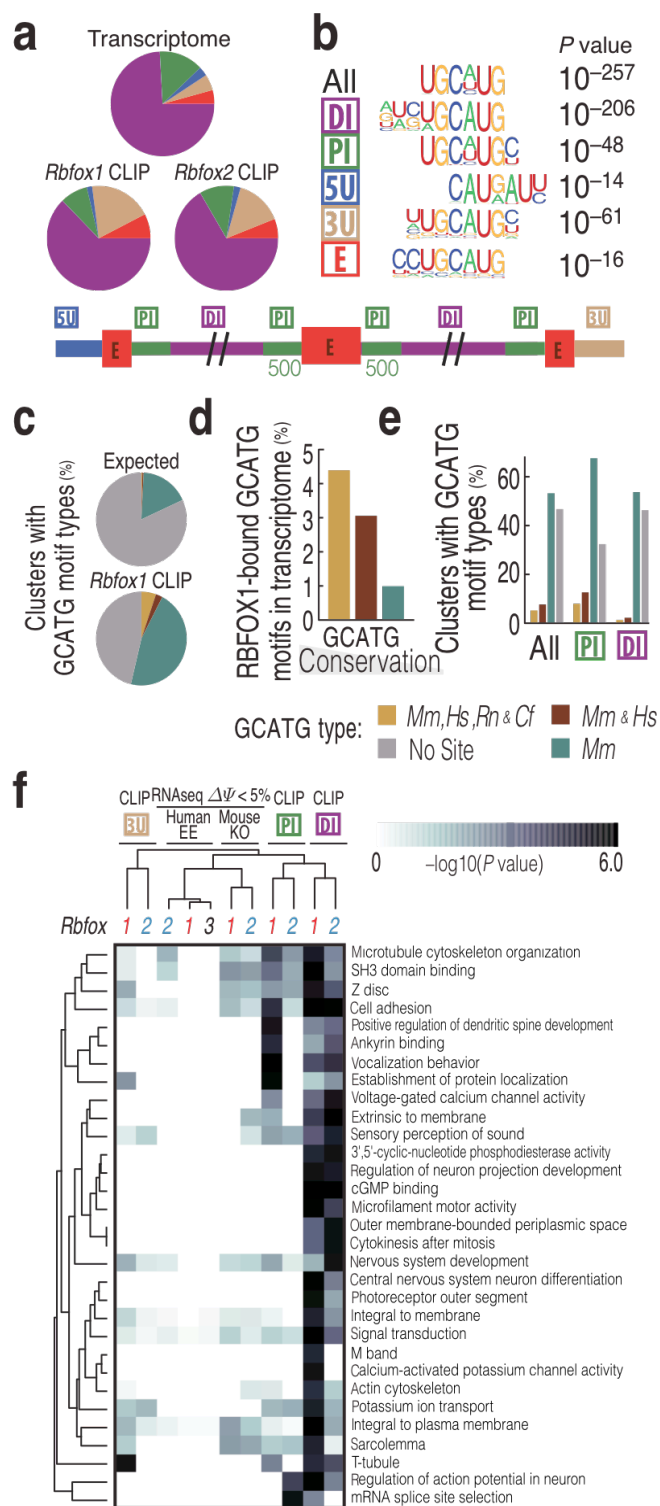 a
Transcriptome
Rbfox1 CLIP
Rbfox2 CLIP
b
P value
All
UGCAUG
10–257
DI
AUCUGCAUG
10–206
PI
UGCAUGC
10–48
5U
CAUGAUU
10–14
3U
UUGCAUGC
10–61
E
CCUGCAUG
10–16
5U
PI
DI
PI
PI
DI
PI
3U
E
E
E
500
500
c
Clusters with
GCATG motif types (%)
Expected
Rbfox1 CLIP
d
RBFOX1-bound GCATG
motifs in transcriptome (%)
5
4
3
2
1
0
GCATG
Conservation
e
Clusters with GCATG
motif types (%)
60
40
20
0
All
PI
DI
GCATG type:
Mm,Hs,Rn & Cf
Mm & Hs
No Site
Mm
f
CLIP
RNAseq ΔΨ < 5%
CLIP
CLIP
3U
Human
EE
Mouse
KO
PI
DI
0
–log10(P value)
6.0
Rbfox
1 2 2 1 3 1 2 1 2 1 2
Microtubule cytoskeleton organization
SH3 domain binding
Z disc
Cell adhesion
Positive regulation of dendritic spine development
Ankyrin binding
Vocalization behavior
Establishment of protein localization
Voltage-gated calcium channel activity
Extrinsic to membrane
Sensory perception of sound
3',5'-cyclic-nucleotide phosphodiesterase activity
Regulation of neuron projection development
cGMP binding
Microfilament motor activity
Outer membrane-bounded periplasmic space
Cytokinesis after mitosis
Nervous system development
Central nervous system neuron differentiation
Photoreceptor outer segment
Integral to membrane
Signal transduction
M band
Calcium-activated potassium channel activity
Actin cytoskeleton
Potassium ion transport
Integral to plasma membrane
Sarcolemma
T-tubule
Regulation of action potential in neuron
mRNA splice site selection